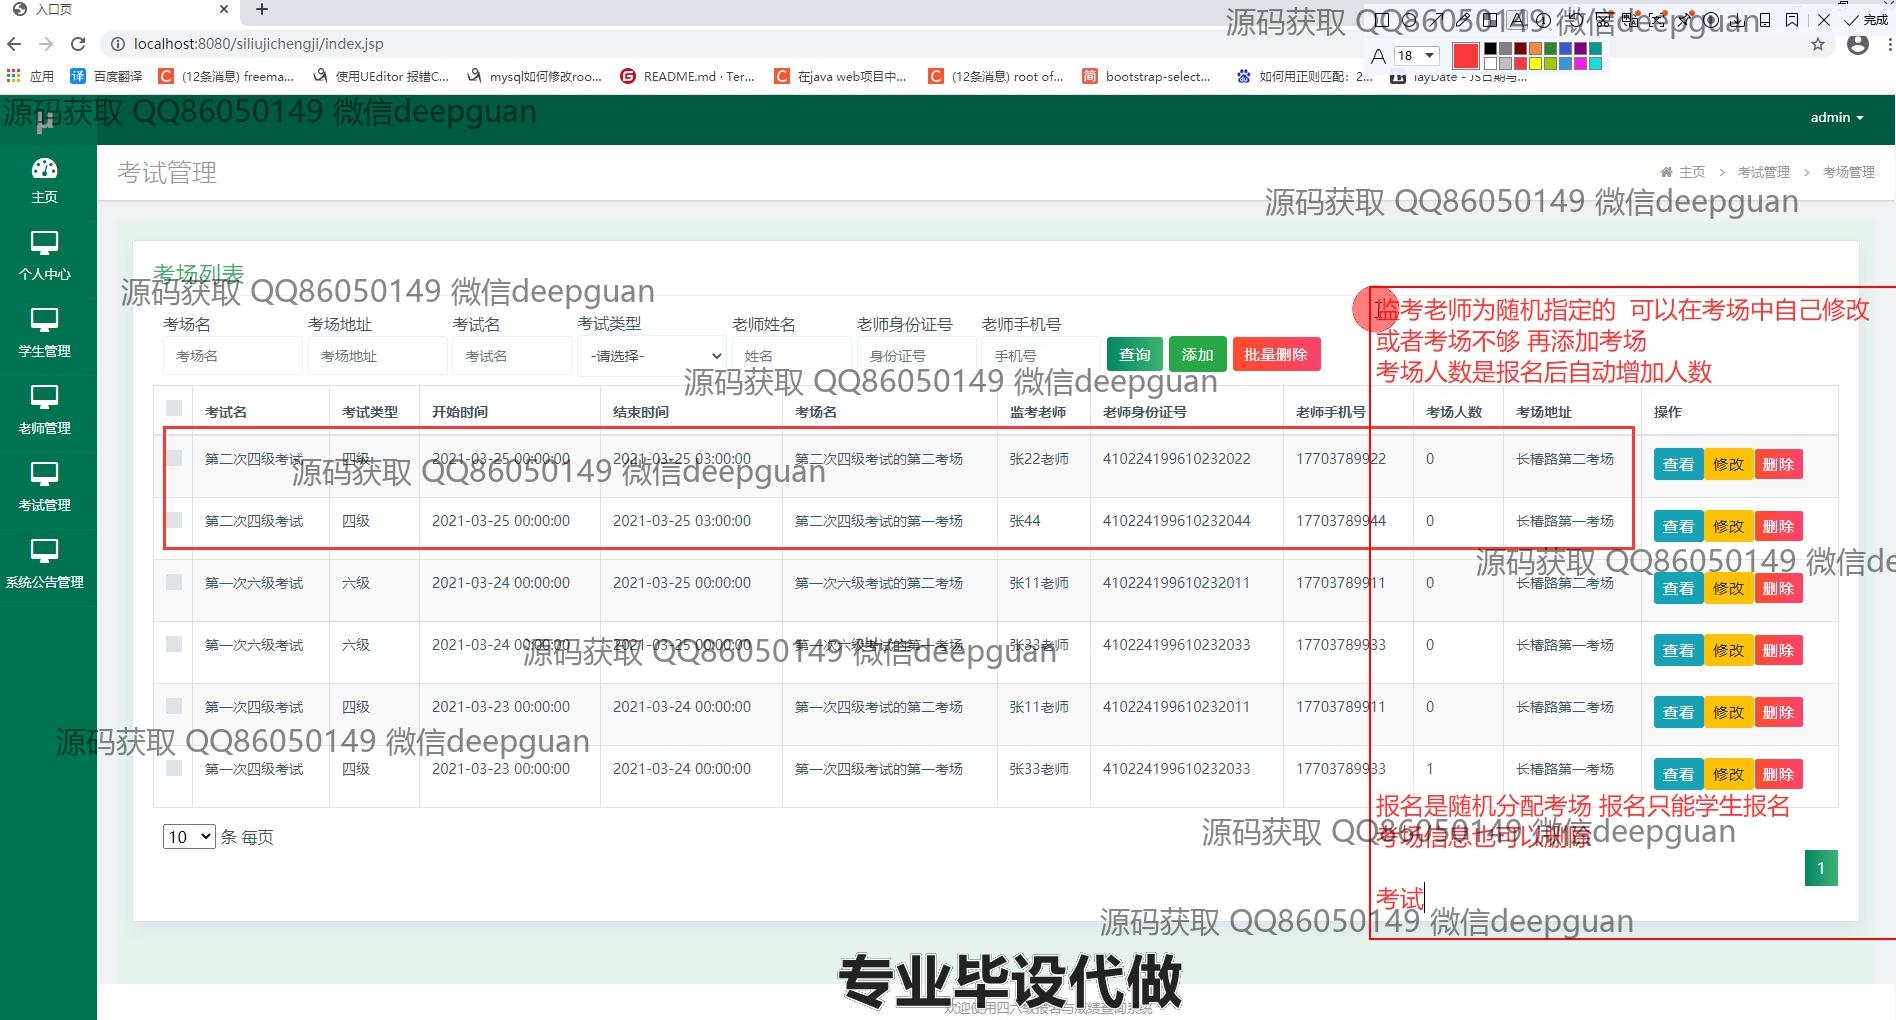 入口页
完成
localhost:8080/siliujichengji/index.jsp
18
应用 百度翻译 (12条消息) freema... 使用UEditor 报错C... mysql如何修改roo... README.md · Ter... 在java web项目中... (12条消息) root of... bootstrap-select... 如何用正则匹配：2... layDate - JS日期与...
源码获取 QQ86050149 微信deepguan
源码获取 QQ86050149 微信deepguan
admin
主页
个人中心
学生管理
老师管理
考试管理
系统公告管理
考试管理
主页 > 考试管理 > 考场管理
源码获取 QQ86050149 微信deepguan
考场列表
源码获取 QQ86050149 微信deepguan
监考老师为随机指定的 可以在考场中自己修改
或者考场不够 再添加考场
考场人数是报名后自动增加人数
考场名 考场地址 考试名 考试类型 老师姓名 老师身份证号 老师手机号
考场名 考场地址 考试名 -请选择- 姓名 身份证号 手机号 查询 添加 批量删除
源码获取 QQ86050149 微信deepguan
考试名 考试类型 开始时间 结束时间 考场名 监考老师 老师身份证号 老师手机号 考场人数 考场地址 操作
第二次四级考试 四级 2021-03-25 00:00:00 2021-03-25 03:00:00 第二次四级考试的第二考场 张22老师 410224199610232022 17703789922 0 长椿路第二考场 查看 修改 删除
源码获取 QQ86050149 微信deepguan
第二次四级考试 四级 2021-03-25 00:00:00 2021-03-25 03:00:00 第二次四级考试的第一考场 张44 410224199610232044 17703789944 0 长椿路第一考场 查看 修改 删除
源码获取 QQ86050149 微信de
第一次六级考试 六级 2021-03-24 00:00:00 2021-03-25 00:00:00 第一次六级考试的第二考场 张11老师 410224199610232011 17703789911 0 长椿路第二考场 查看 修改 删除
第一次六级考试 六级 2021-03-24 00:00:00 2021-03-25 00:00:00 第一次六级考试的第一考场 张33老师 410224199610232033 17703789933 0 长椿路第一考场 查看 修改 删除
源码获取 QQ86050149 微信deepguan
第一次四级考试 四级 2021-03-23 00:00:00 2021-03-24 00:00:00 第一次四级考试的第二考场 张11老师 410224199610232011 17703789911 0 长椿路第二考场 查看 修改 删除
源码获取 QQ86050149 微信deepguan
第一次四级考试 四级 2021-03-23 00:00:00 2021-03-24 00:00:00 第一次四级考试的第一考场 张33老师 410224199610232033 17703789933 1 长椿路第一考场 查看 修改 删除
报名是随机分配考场 报名只能学生报名
考场信息也可以删除
源码获取 QQ86050149 微信deepguan
10 条 每页
1
考试
源码获取 QQ86050149 微信deepguan
专业毕设代做
欢迎使用四六级报名与成绩查询系统